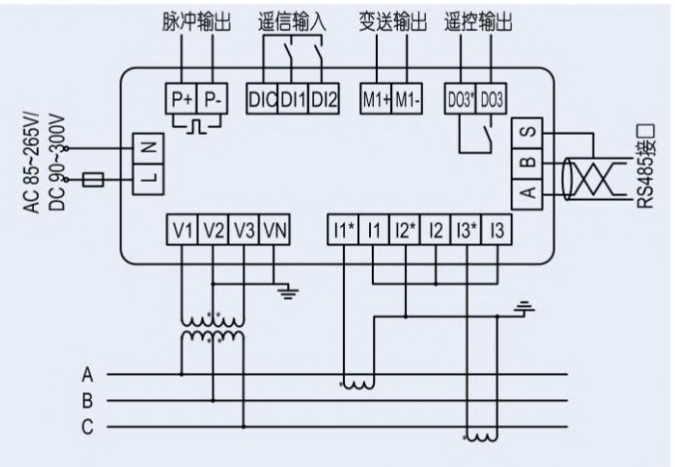 脉冲输出 遥信输入 变送输出 遥控输出
P+ P- DIC DI1 DI2 M1+ M1- DO3* DO3
AC 85~265V/
DC 90~300V
N
L
S
B
A
RS485接口
V1 V2 V3 VN I1* I1 I2* I2 I3* I3
A
B
C